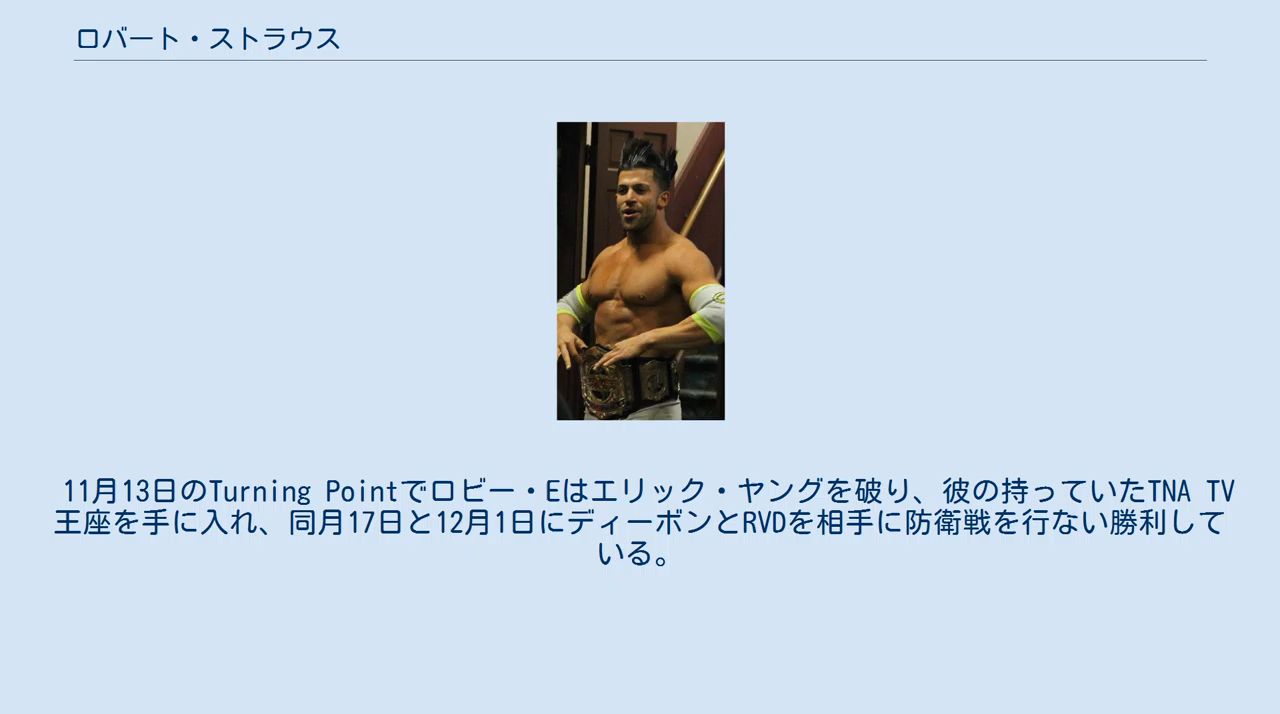 ロバート・ストラウス
11月13日のTurning Pointでロビー・Eはエリック・ヤングを破り、彼の持っていたTNA TV
王座を手に入れ、同月17日と12月1日にディーボンとRVDを相手に防衛戦を行ない勝利して
いる。